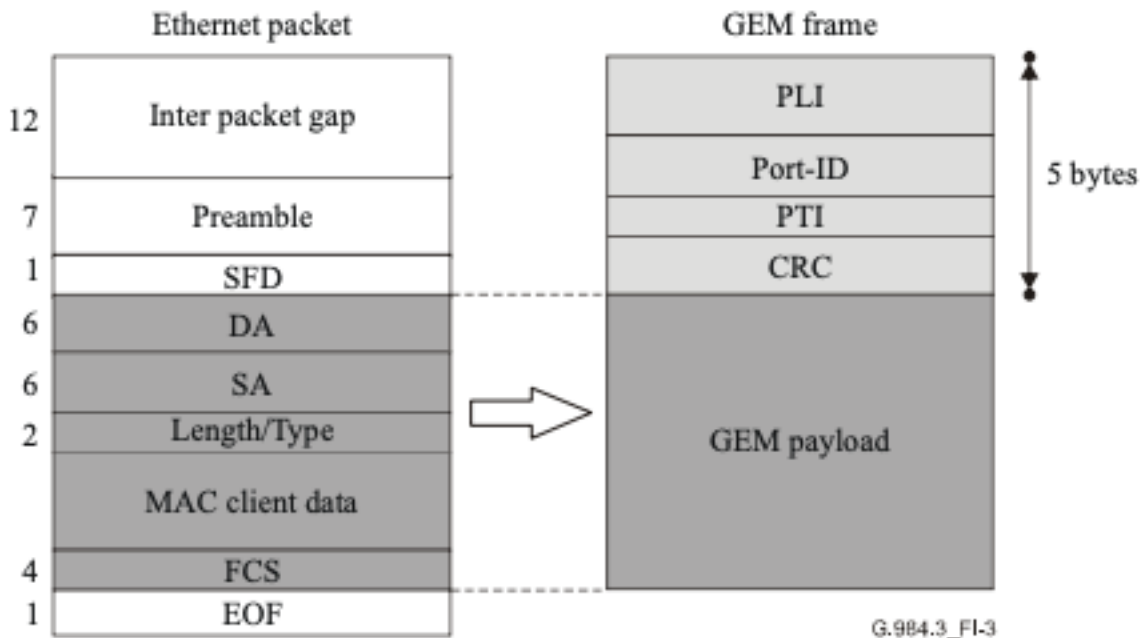 Ethernet packet
GEM frame
12
Inter packet gap
7
Preamble
1
SFD
6
DA
6
SA
2
Length/Type
MAC client data
4
FCS
1
EOF
PLI
Port-ID
PTI
CRC
5 bytes
GEM payload
G.984.3_FI-3